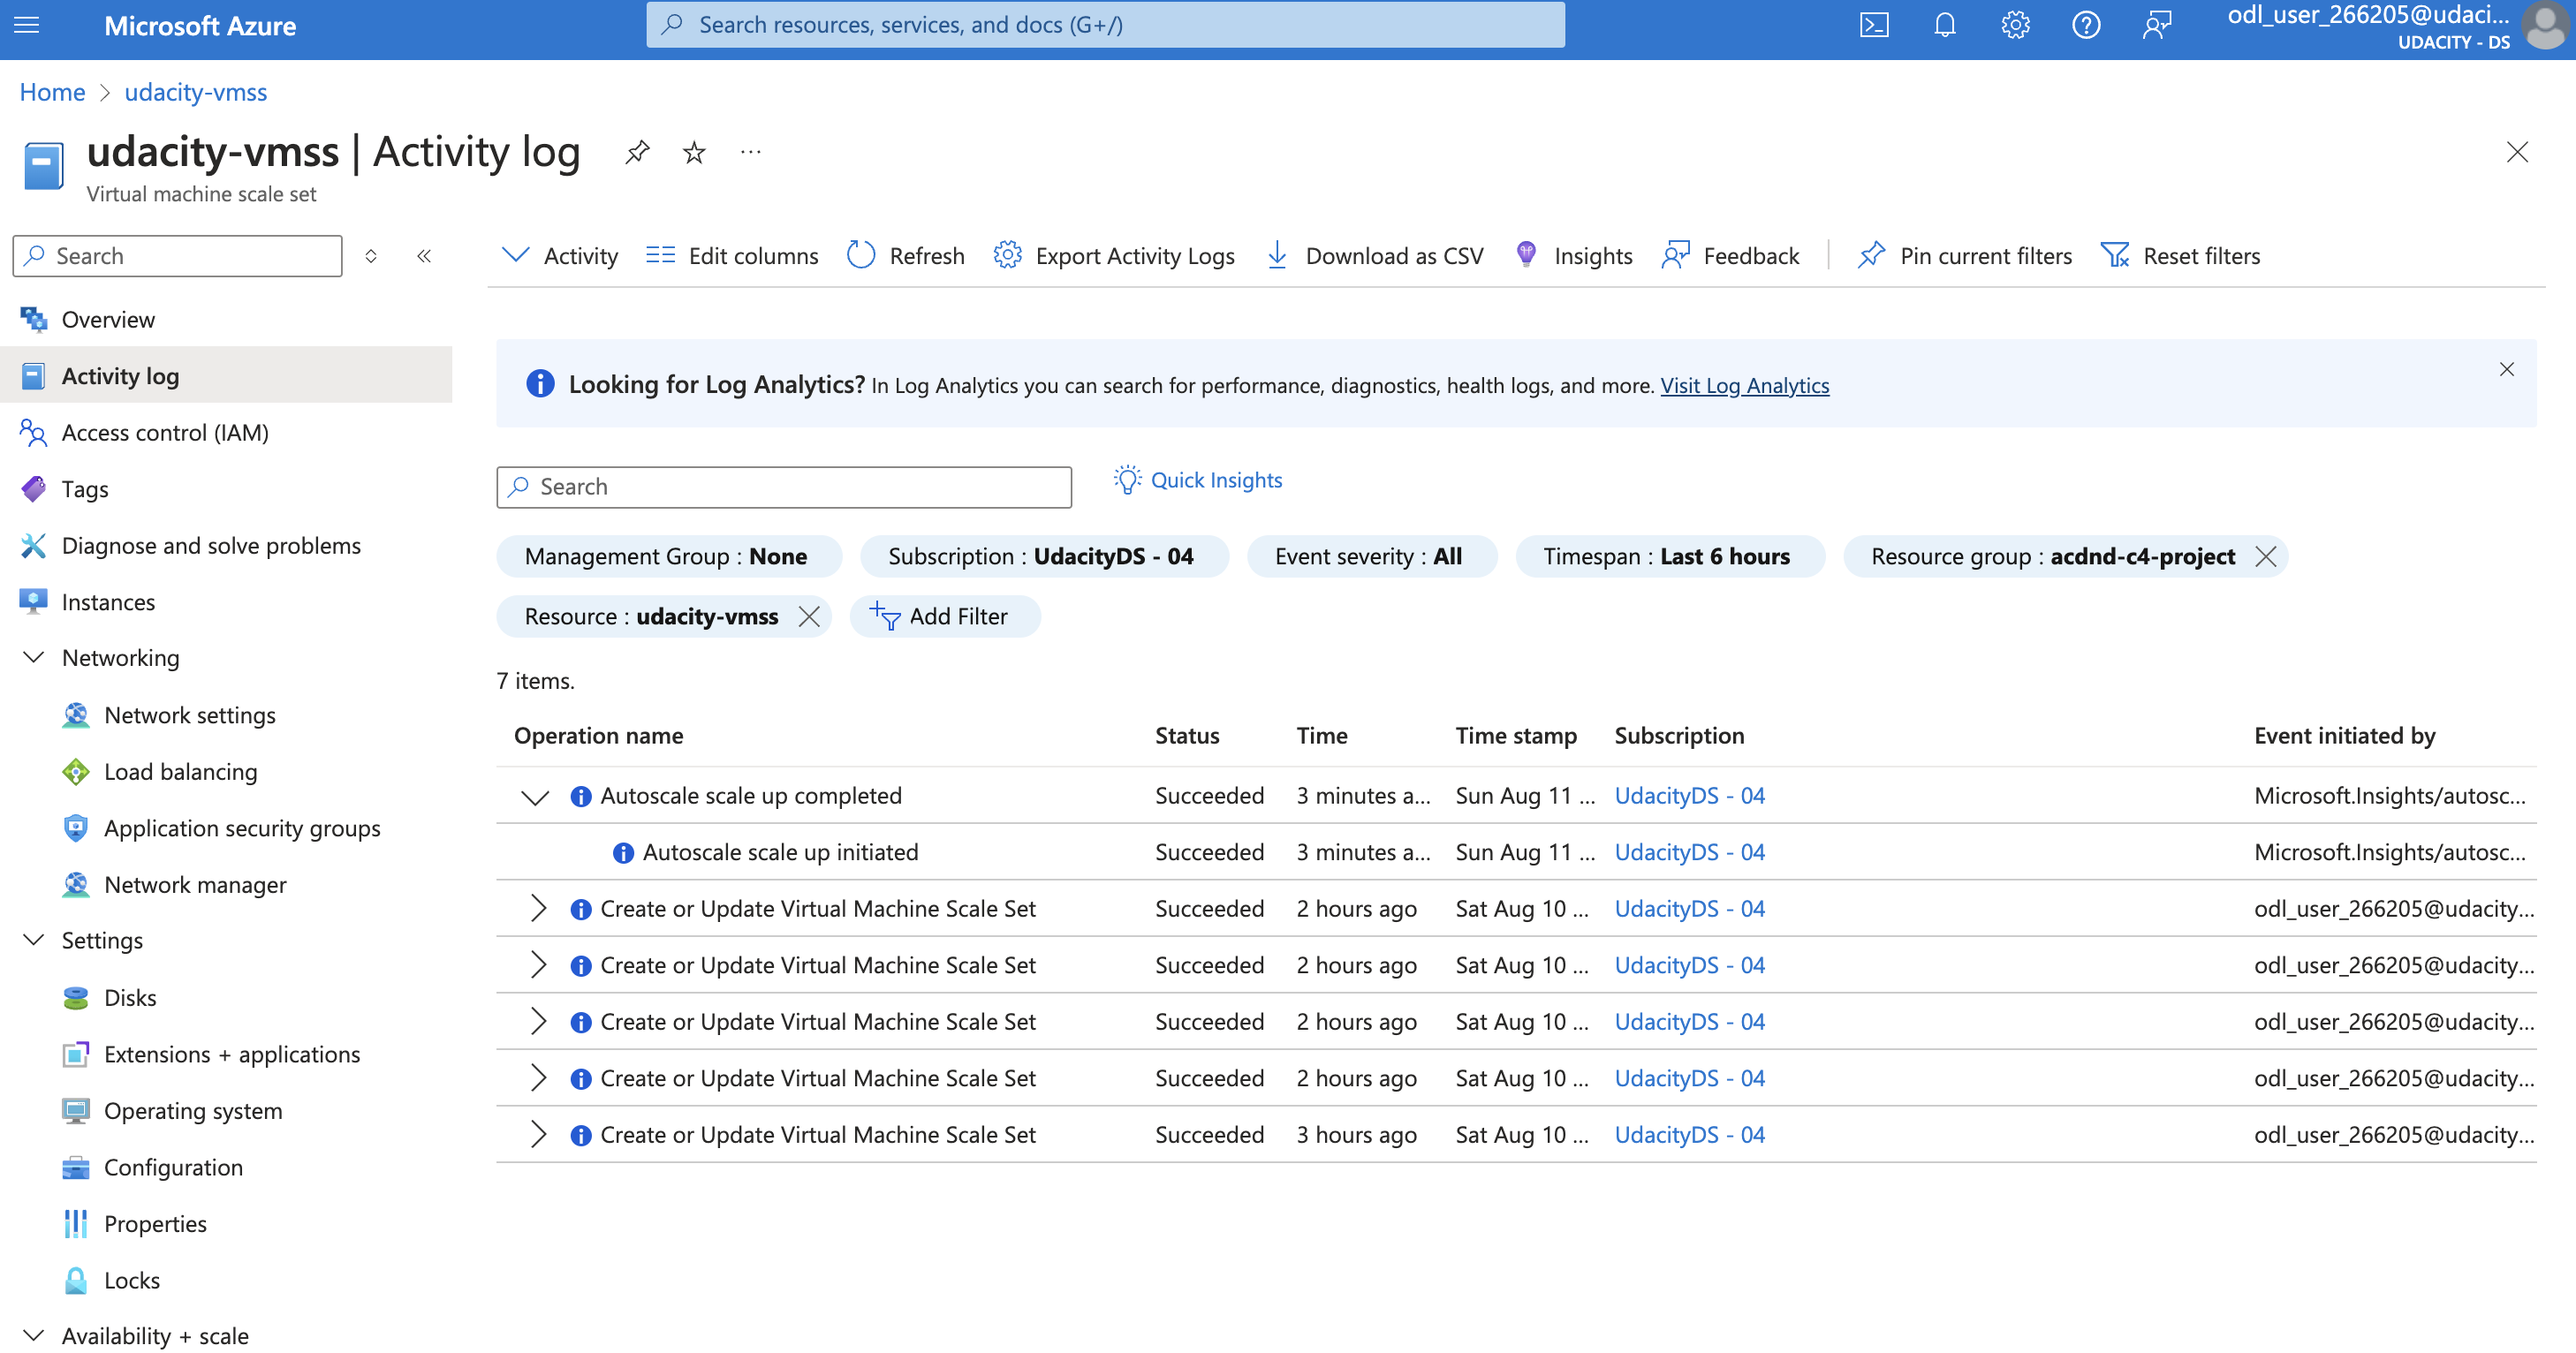 Microsoft Azure
Search resources, services, and docs (G+/)
odl_user_266205@udaci...
UDACITY - DS
Home > udacity-vmss
udacity-vmss | Activity log
Virtual machine scale set
Search
Activity
Edit columns
Refresh
Export Activity Logs
Download as CSV
Insights
Feedback
Pin current filters
Reset filters
Overview
Activity log
Access control (IAM)
Tags
Diagnose and solve problems
Instances
Networking
Network settings
Load balancing
Application security groups
Network manager
Settings
Disks
Extensions + applications
Operating system
Configuration
Properties
Locks
Availability + scale
Looking for Log Analytics? In Log Analytics you can search for performance, diagnostics, health logs, and more. Visit Log Analytics
Search
Quick Insights
Management Group : None
Subscription : UdacityDS - 04
Event severity : All
Timespan : Last 6 hours
Resource group : acdnd-c4-project
Resource : udacity-vmss
Add Filter
7 items.
Operation name Status Time Time stamp Subscription Event initiated by
Autoscale scale up completed Succeeded 3 minutes a... Sun Aug 11 ... UdacityDS - 04 Microsoft.Insights/autosc...
Autoscale scale up initiated Succeeded 3 minutes a... Sun Aug 11 ... UdacityDS - 04 Microsoft.Insights/autosc...
Create or Update Virtual Machine Scale Set Succeeded 2 hours ago Sat Aug 10 ... UdacityDS - 04 odl_user_266205@udacity...
Create or Update Virtual Machine Scale Set Succeeded 2 hours ago Sat Aug 10 ... UdacityDS - 04 odl_user_266205@udacity...
Create or Update Virtual Machine Scale Set Succeeded 2 hours ago Sat Aug 10 ... UdacityDS - 04 odl_user_266205@udacity...
Create or Update Virtual Machine Scale Set Succeeded 2 hours ago Sat Aug 10 ... UdacityDS - 04 odl_user_266205@udacity...
Create or Update Virtual Machine Scale Set Succeeded 3 hours ago Sat Aug 10 ... UdacityDS - 04 odl_user_266205@udacity...